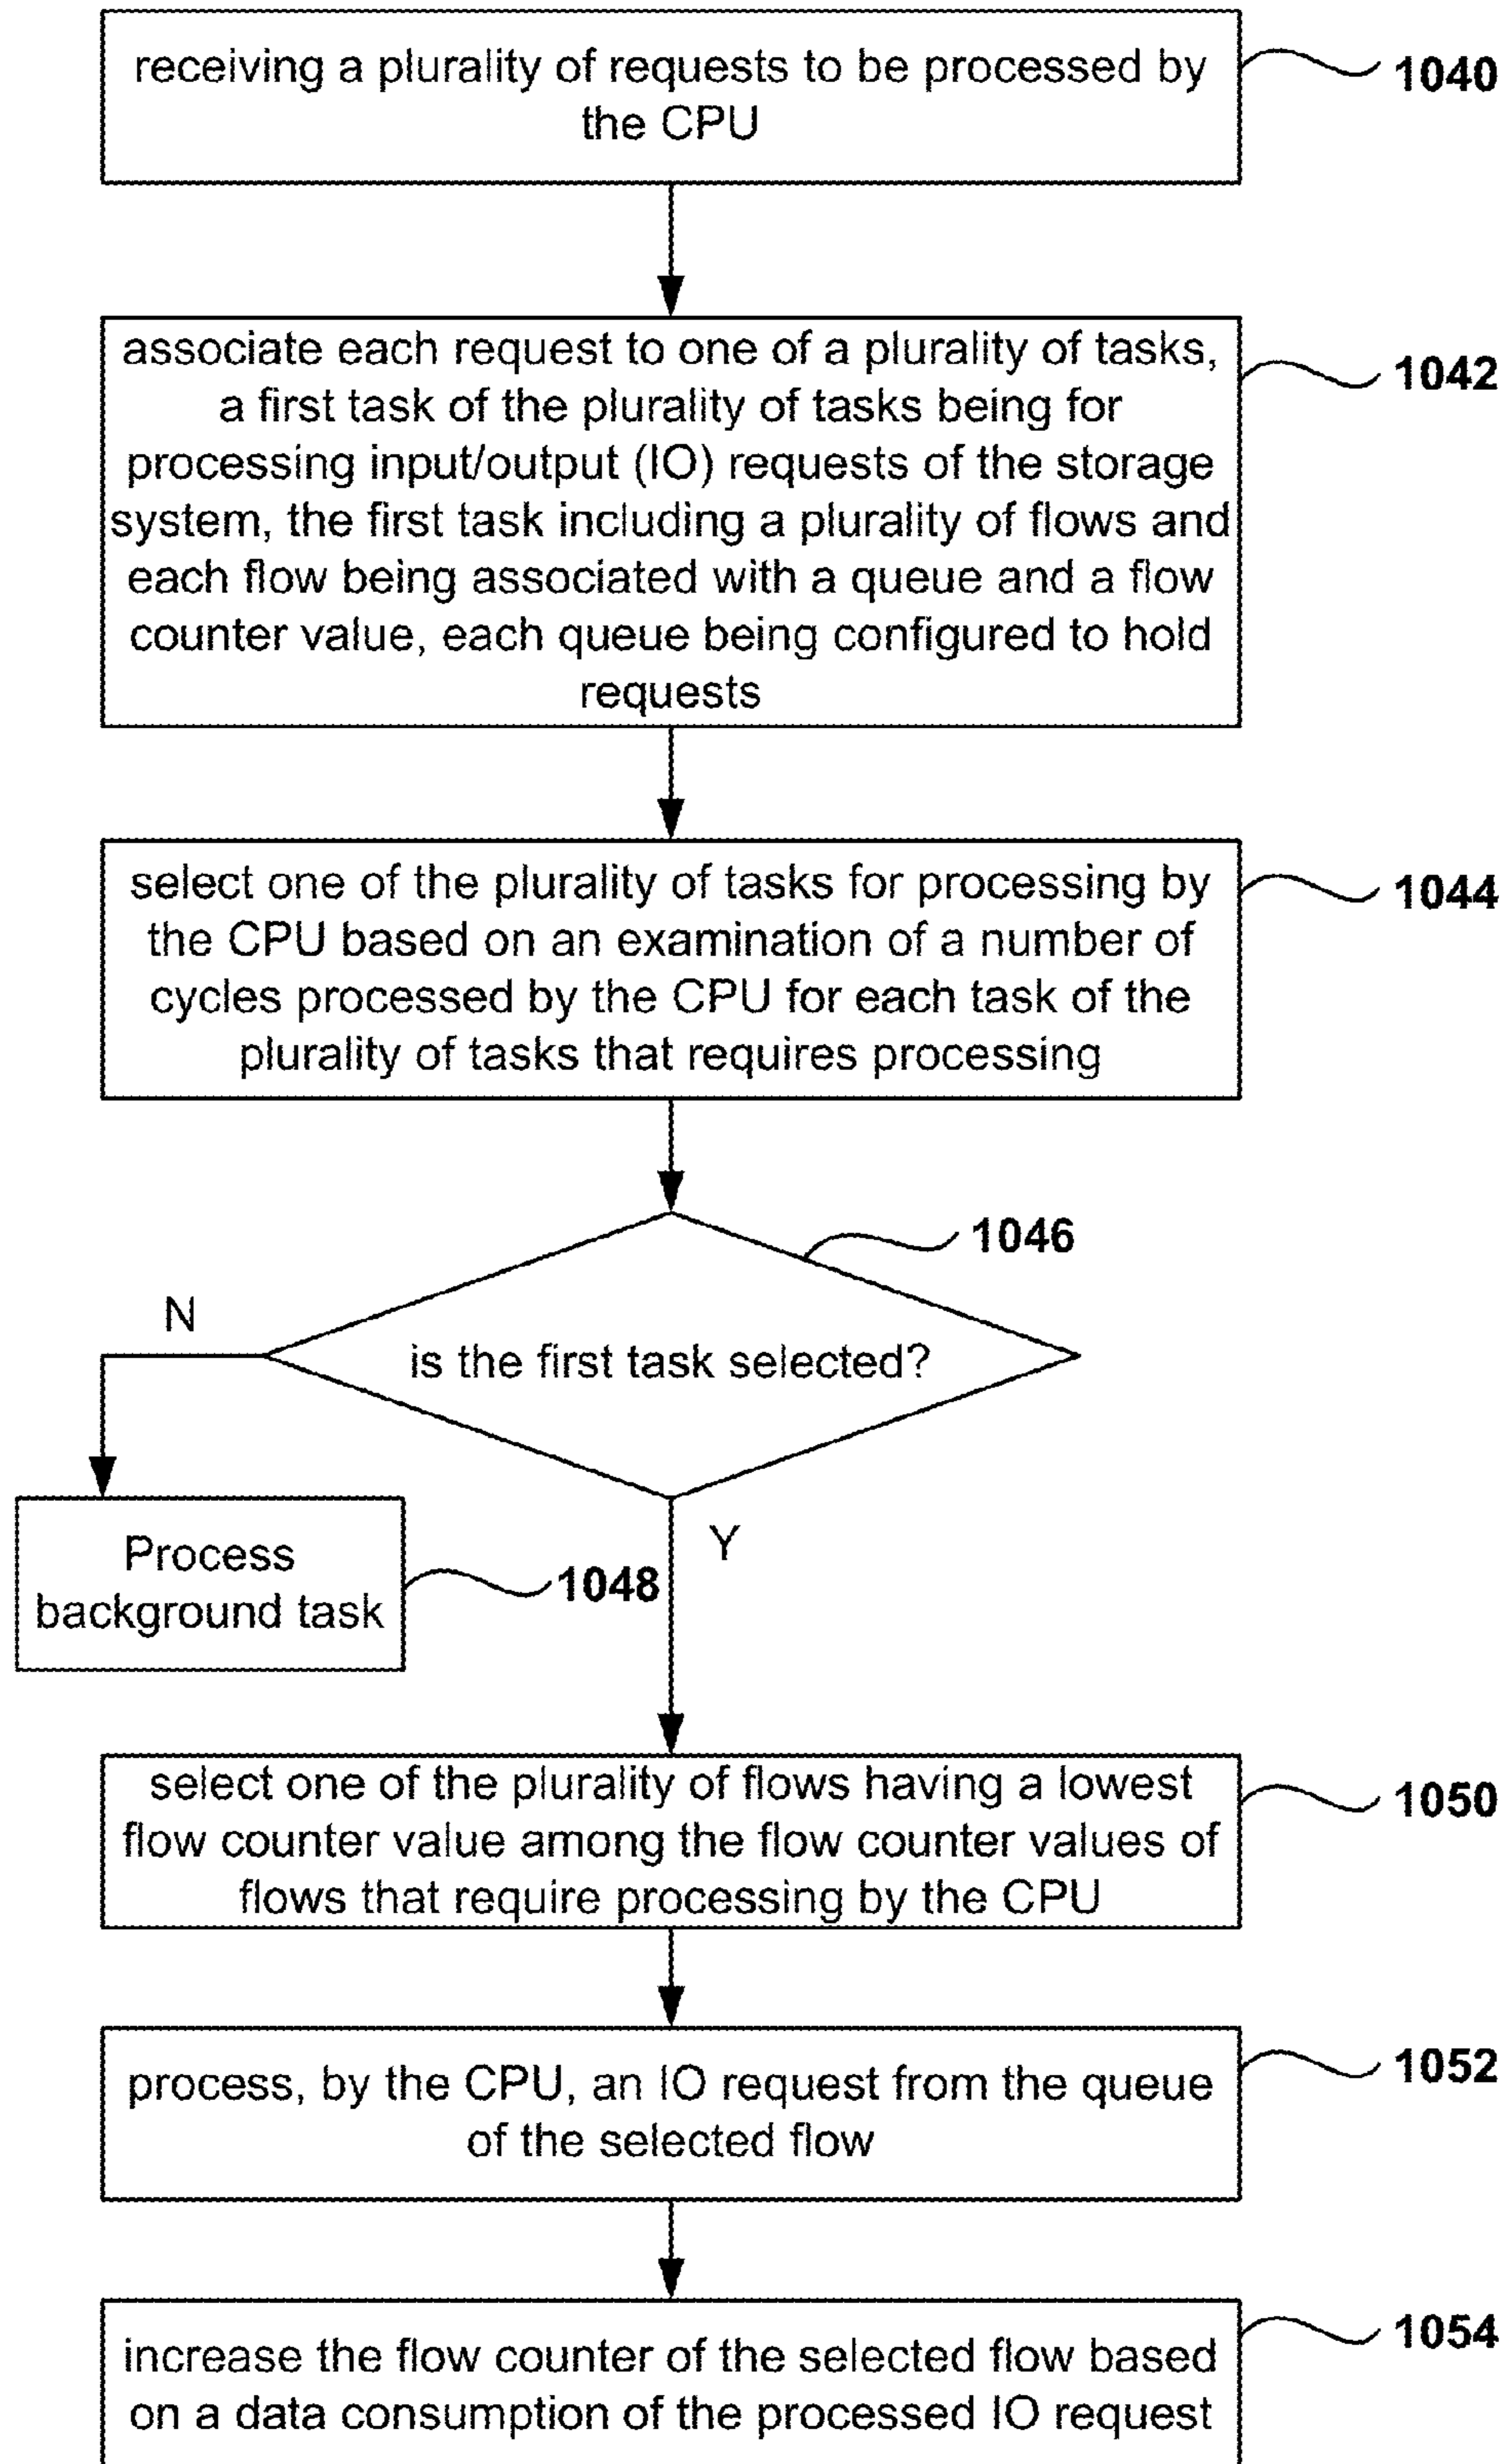 receiving a plurality of requests to be processed by
the CPU
1040
associate each request to one of a plurality of tasks,
a first task of the plurality of tasks being for
processing input/output (IO) requests of the storage
system, the first task including a plurality of flows and
each flow being associated with a queue and a flow
counter value, each queue being configured to hold
requests
1042
select one of the plurality of tasks for processing by
the CPU based on an examination of a number of
cycles processed by the CPU for each task of the
plurality of tasks that requires processing
1044
is the first task selected?
1046
N
Process
background task
1048
Y
select one of the plurality of flows having a lowest
flow counter value among the flow counter values of
flows that require processing by the CPU
1050
process, by the CPU, an IO request from the queue
of the selected flow
1052
increase the flow counter of the selected flow based
on a data consumption of the processed IO request
1054